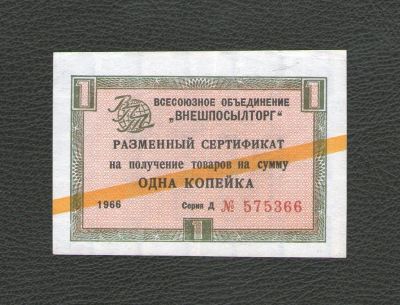 1 ВСЕСОЮЗНОЕ ОБЪЕДИНЕНИЕ 1
„ВНЕШПОСЫЛТОРГ"
РАЗМЕННЫЙ СЕРТИФИКАТ
на получение товаров на сумму
ОДНА КОПЕЙКА
1966 Серия Д № 575366
1